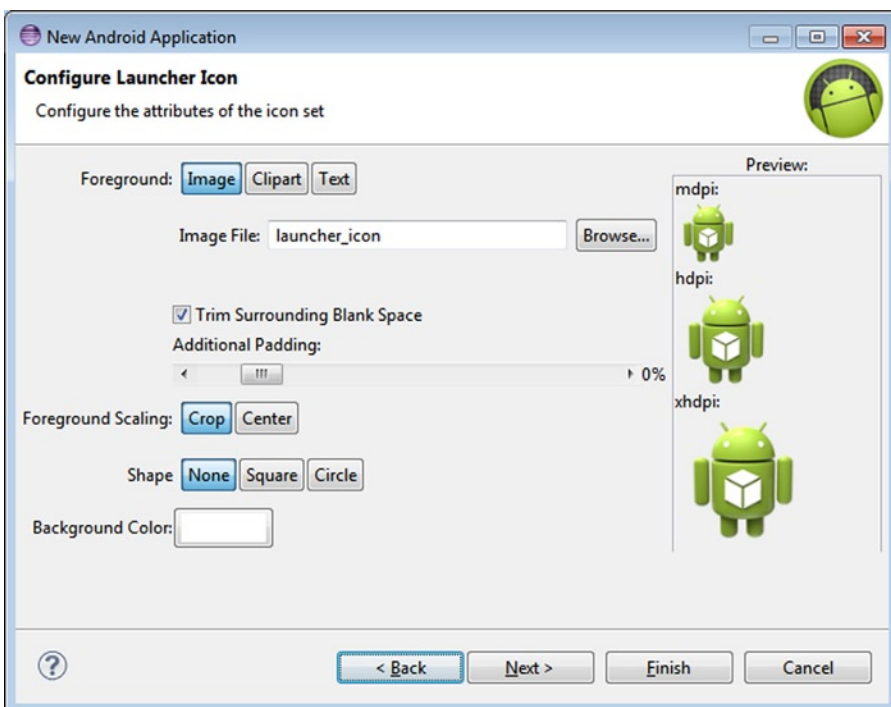 New Android Application
Configure Launcher Icon
Configure the attributes of the icon set
Foreground: Image Clipart Text
Image File: launcher_icon Browse...
Trim Surrounding Blank Space
Additional Padding:
0%
Foreground Scaling: Crop Center
Shape None Square Circle
Background Color:
Preview:
mdpi:
hdpi:
xhdpi:
? < Back Next > Finish Cancel